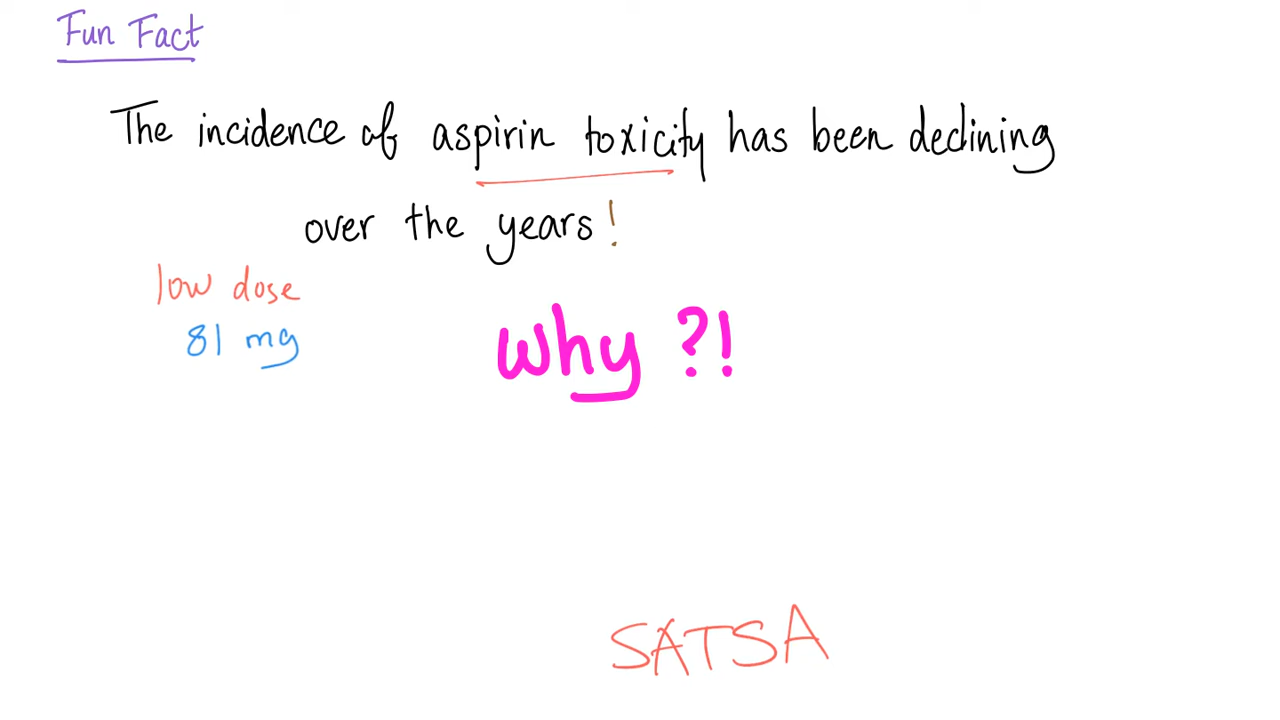 Fun Fact
The incidence of aspirin toxicity has been declining
over the years!
low dose
81 mg
why?!
SATSA